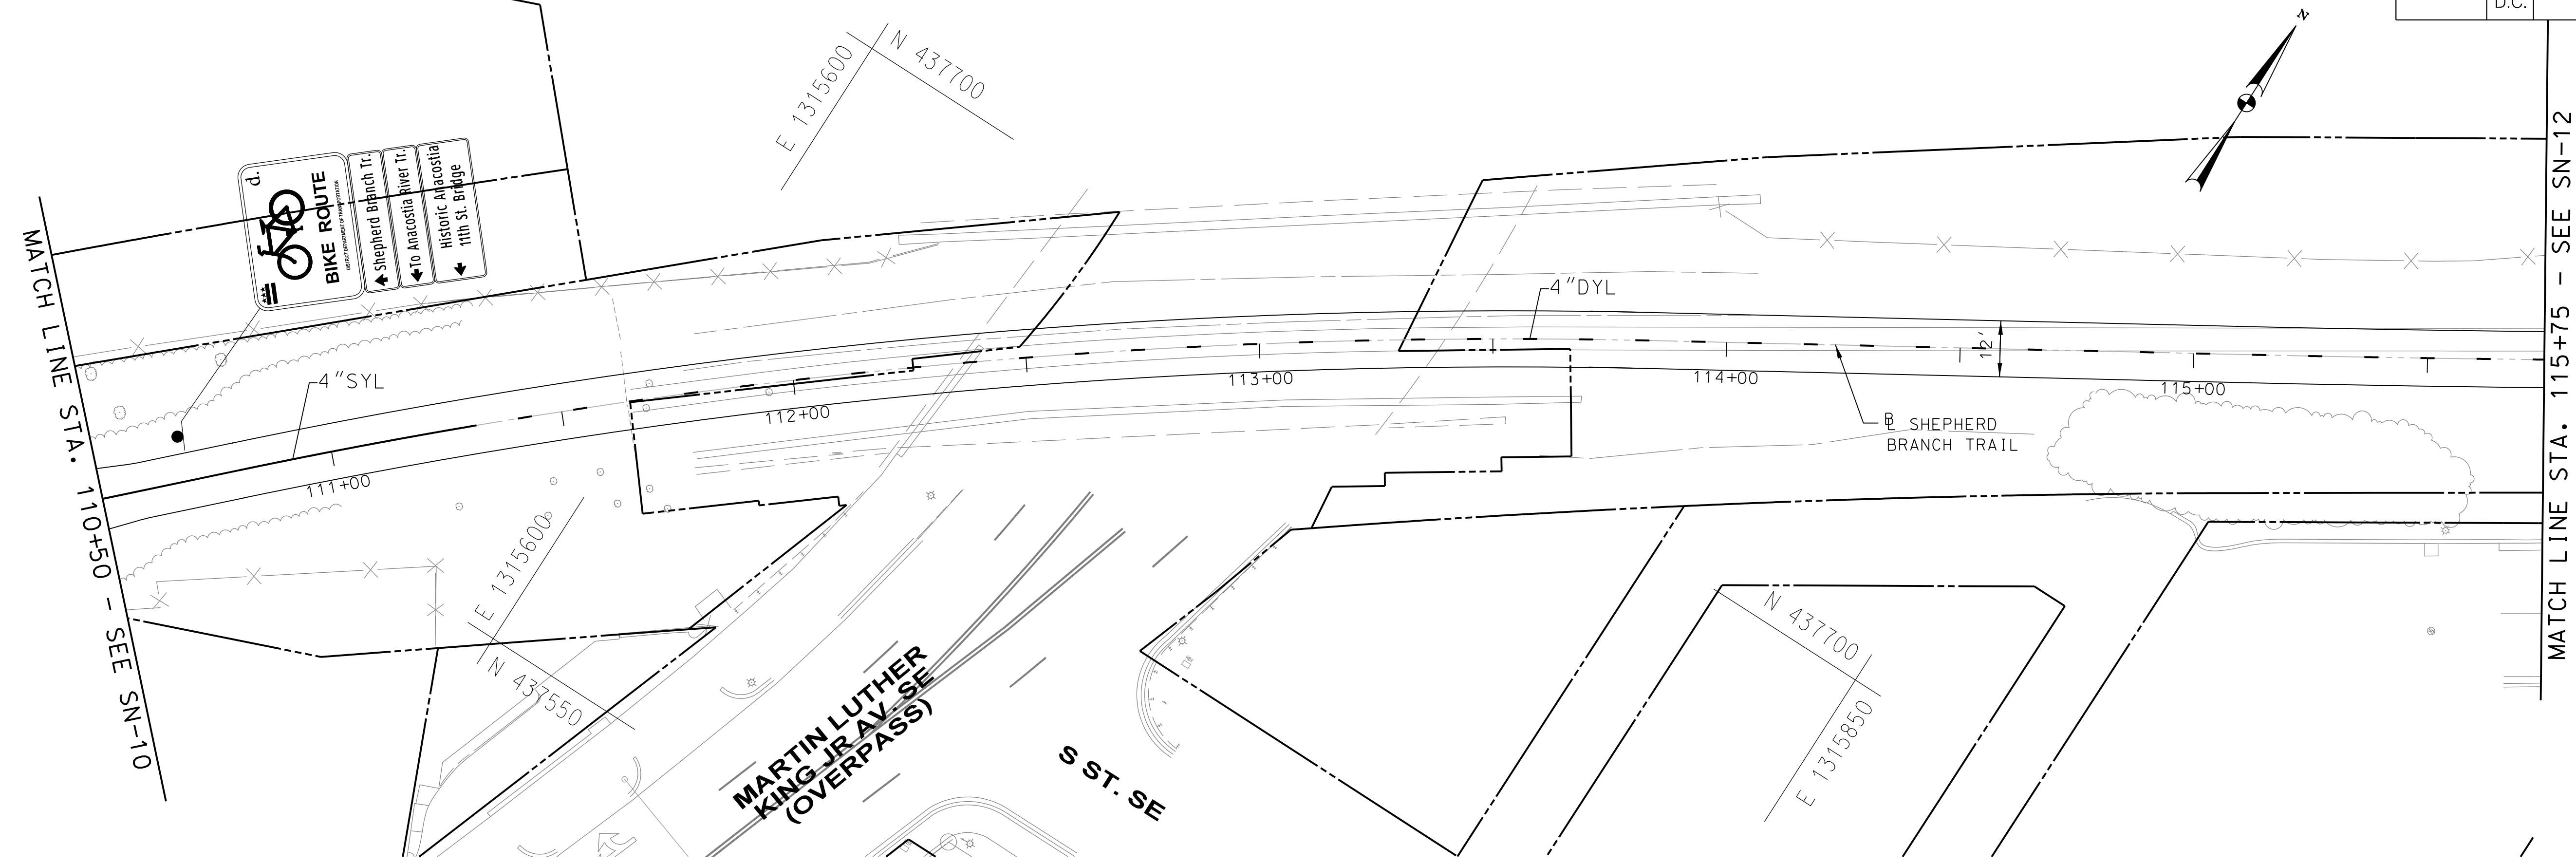 D.C.
N
MATCH LINE STA. 110+50 - SEE SN-10
d.
BIKE ROUTE
DISTRICT DEPARTMENT OF TRANSPORTATION
Shepherd Branch Tr.
To Anacostia River Tr.
Historic Anacostia
11th St. Bridge
E 1315600
N 437700
4"SYL
4"DYL
12'
111+00
112+00
113+00
114+00
115+00
BL SHEPHERD
BRANCH TRAIL
E 1315600
N 437550
MARTIN LUTHER
KING JR AV. SE
(OVERPASS)
S ST. SE
N 437700
E 1315850
MATCH LINE STA. 115+75 - SEE SN-12